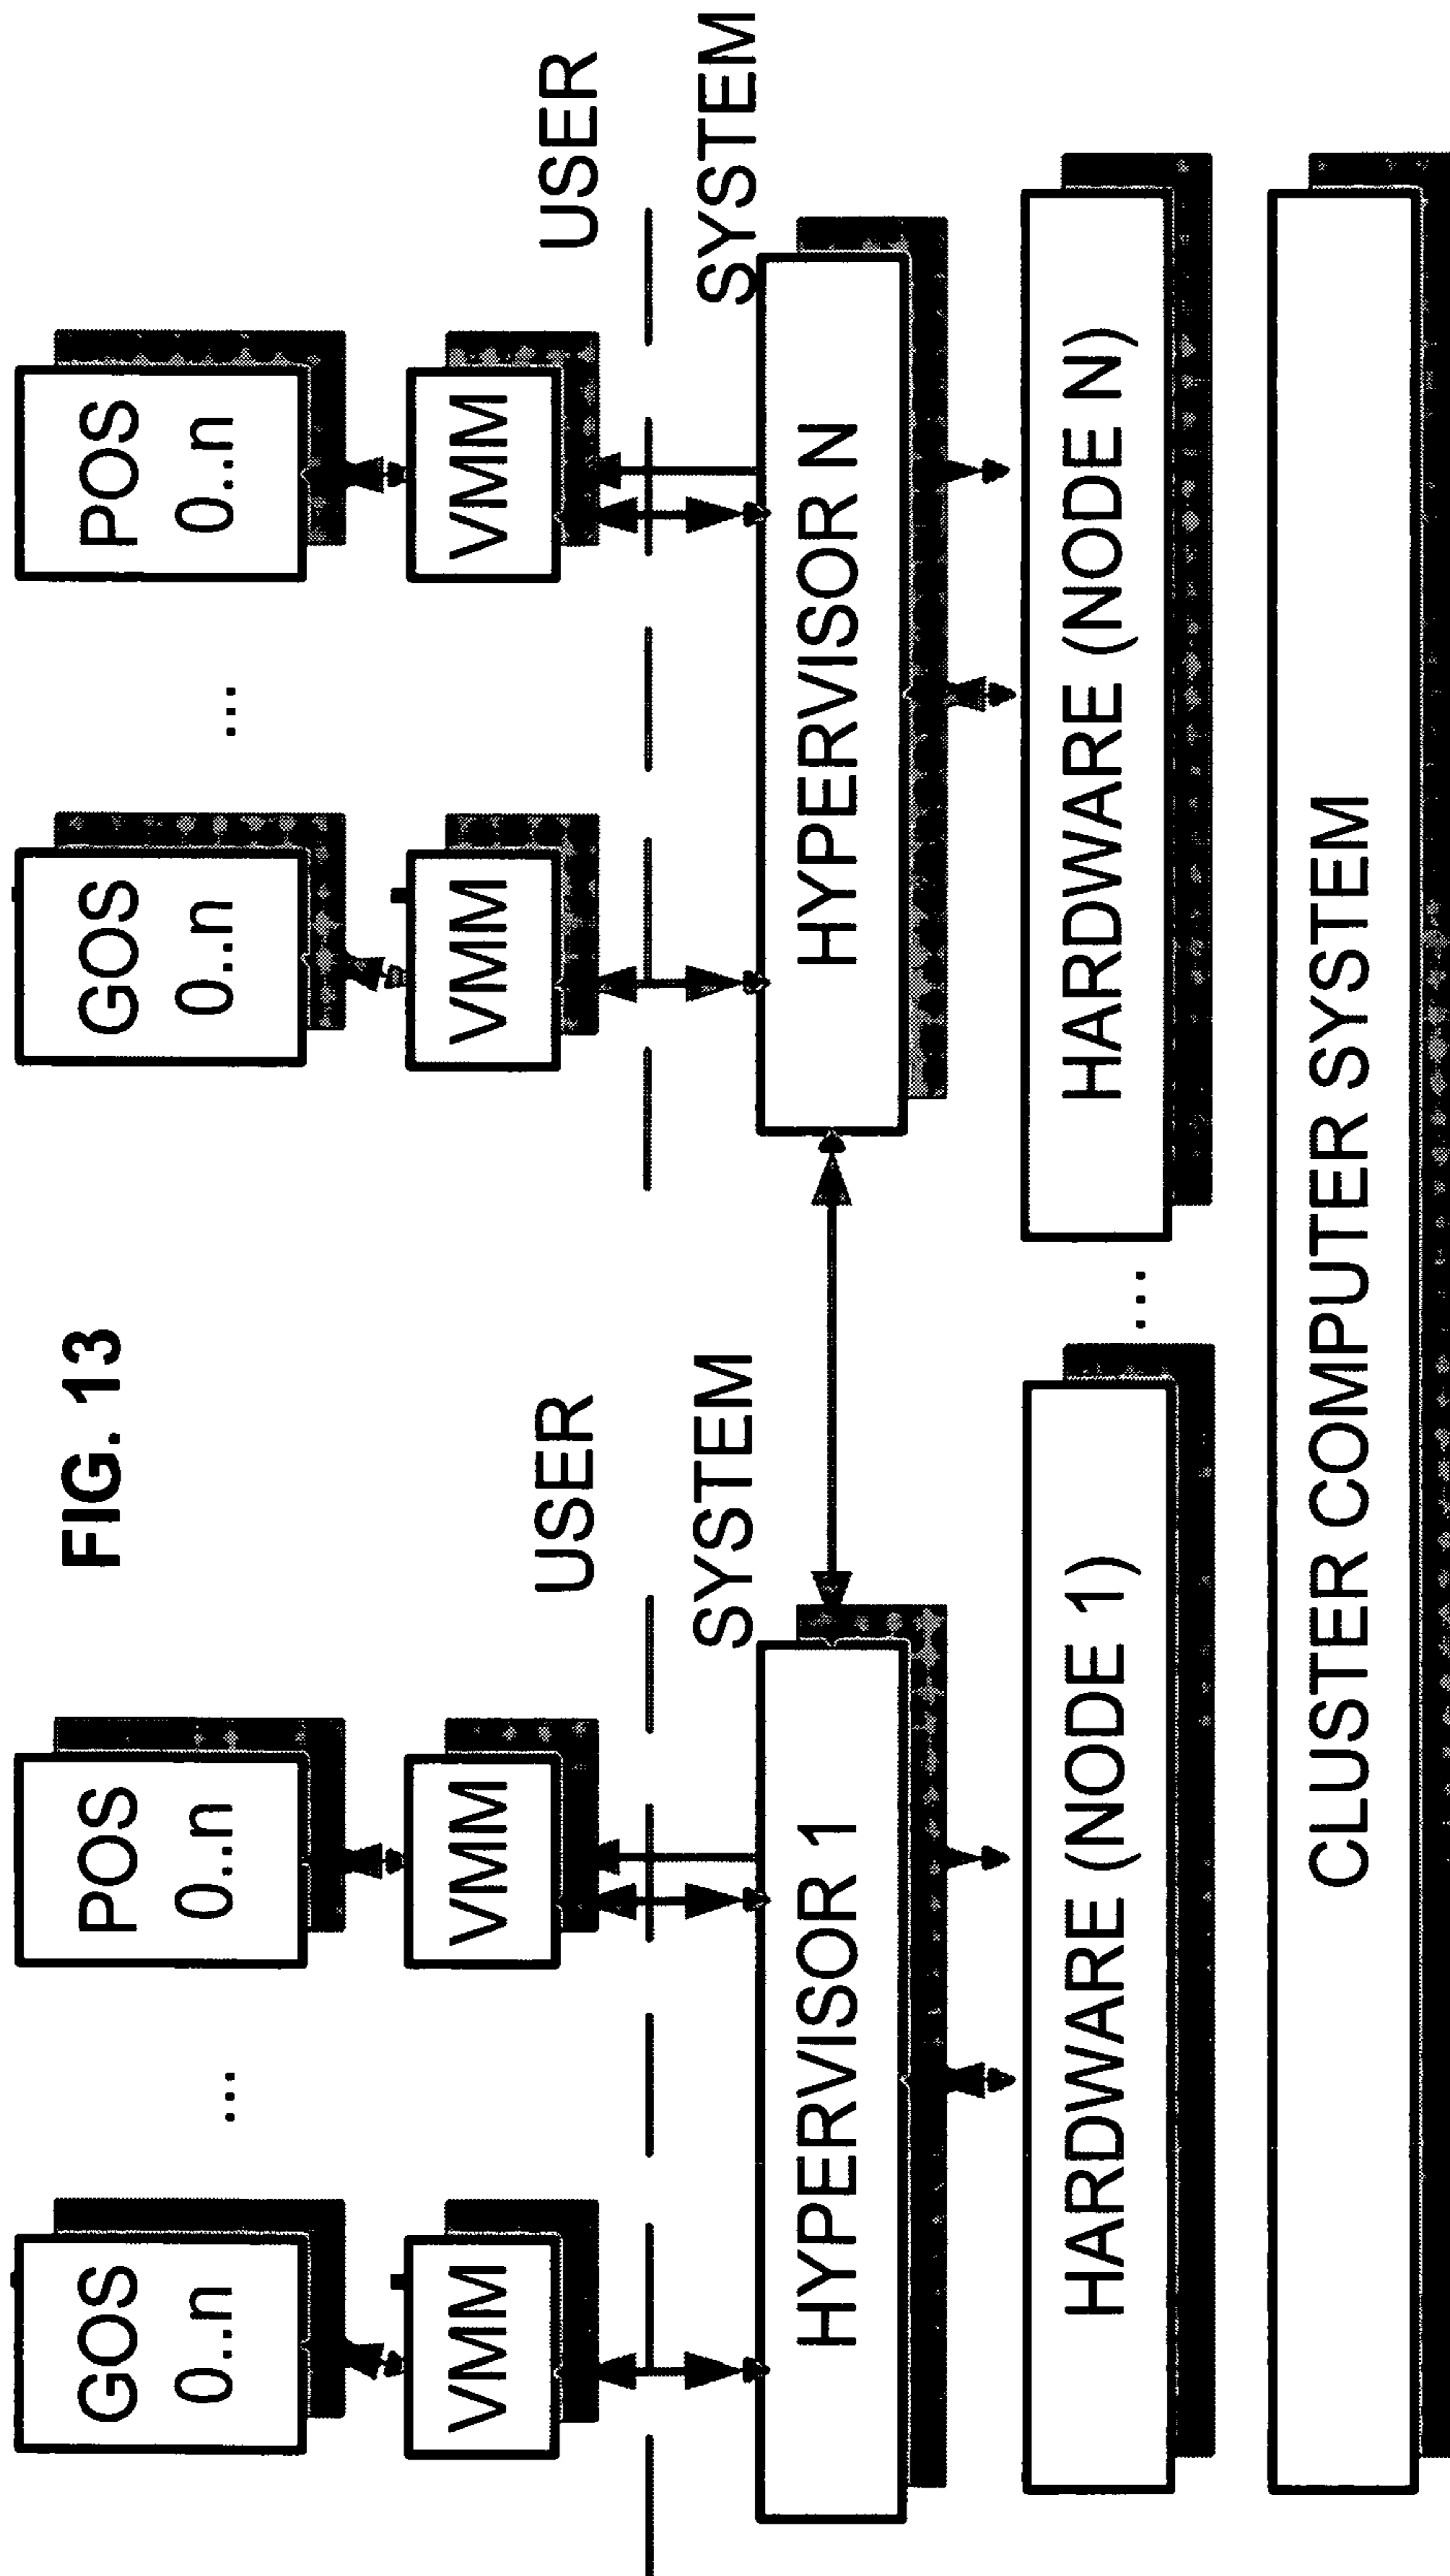 FIG. 13
GOS
0..n
...
POS
0..n
GOS
0..n
...
POS
0..n
VMM
VMM
USER
VMM
VMM
USER
SYSTEM
SYSTEM
HYPERVISOR 1
HYPERVISOR N
HARDWARE (NODE 1)
...
HARDWARE (NODE N)
CLUSTER COMPUTER SYSTEM